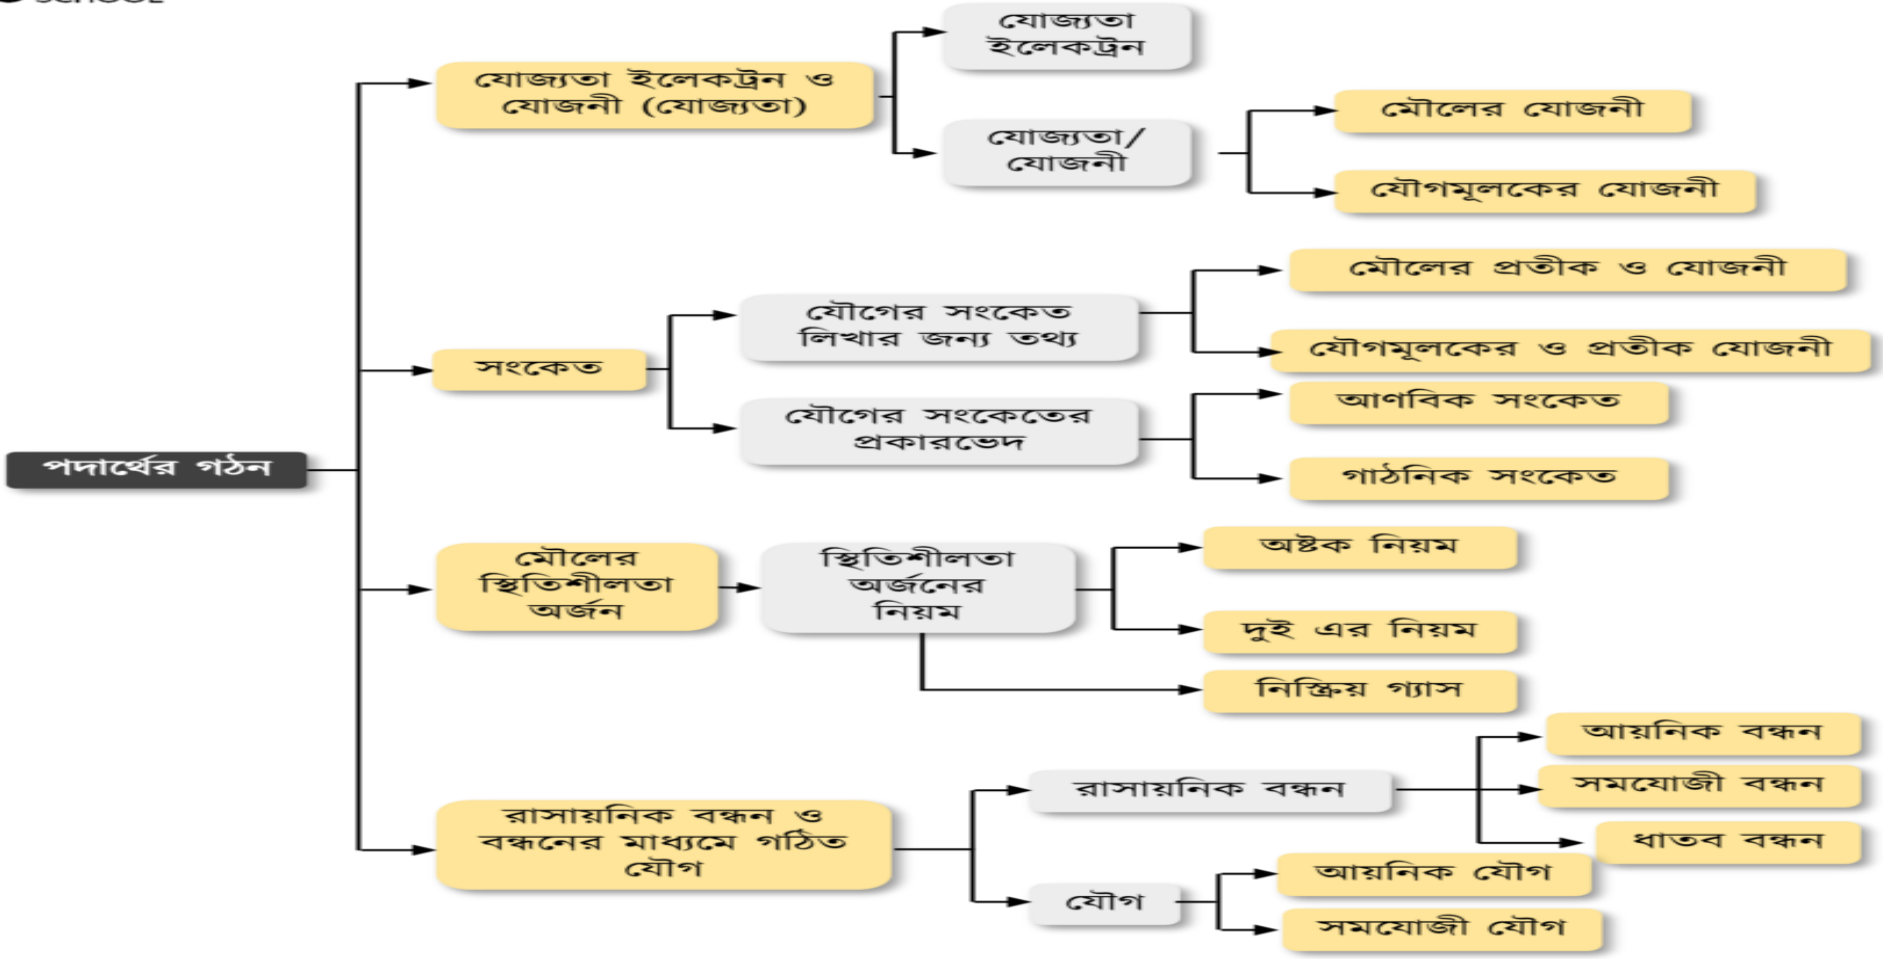 SCHOOL
যোজ্যতা
ইলেকট্রন
যোজ্যতা ইলেকট্রন ও
যোজনী (যোজ্যতা)
যোজ্যতা/
যোজনী
মৌলের যোজনী
যৌগমূলকের যোজনী
মৌলের প্রতীক ও যোজনী
যৌগের সংকেত
লিখার জন্য তথ্য
যৌগমূলকের ও প্রতীক যোজনী
সংকেত
আণবিক সংকেত
যৌগের সংকেতের
প্রকারভেদ
গাঠনিক সংকেত
পদার্থের গঠন
মৌলের
স্থিতিশীলতা
অর্জন
স্থিতিশীলতা
অর্জনের
নিয়ম
অষ্টক নিয়ম
দুই এর নিয়ম
নিস্ক্রিয় গ্যাস
রাসায়নিক বন্ধন ও
বন্ধনের মাধ্যমে গঠিত
যৌগ
রাসায়নিক বন্ধন
আয়নিক বন্ধন
সমযোজী বন্ধন
ধাতব বন্ধন
যৌগ
আয়নিক যৌগ
সমযোজী যৌগ